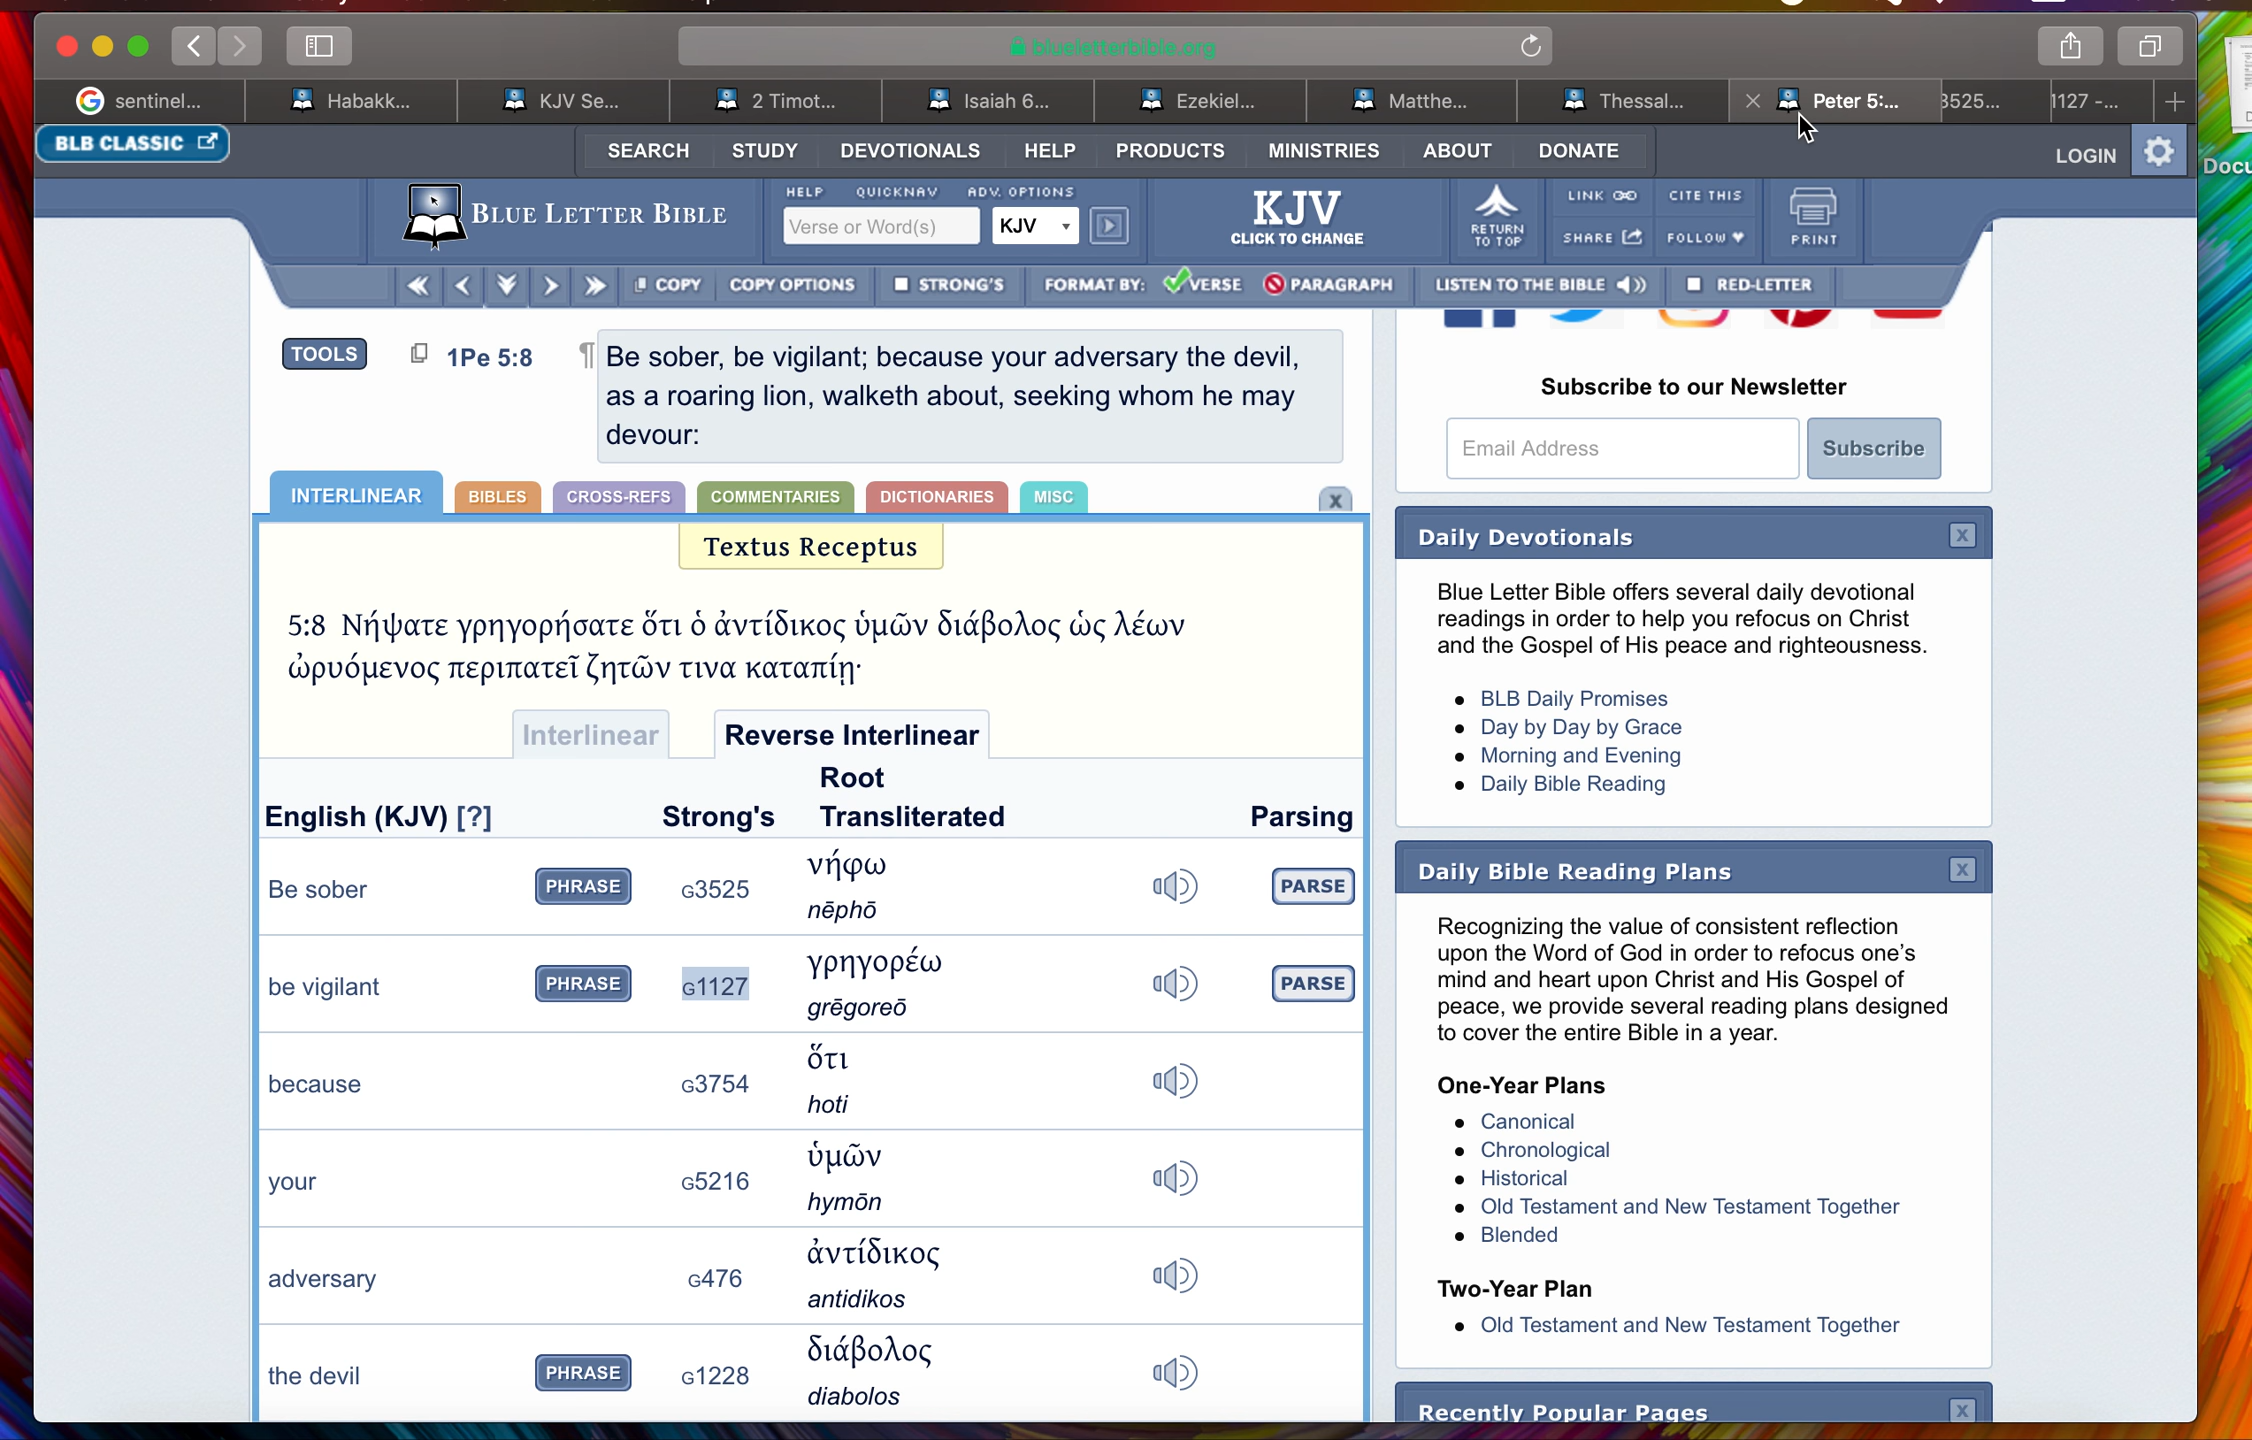 blueletterbible.org
sentinel...
Habakk...
KJV Se...
2 Timot...
Isaiah 6...
Ezekiel...
Matthe...
Thessal...
Peter 5:...
3525...
1127 -...
BLB CLASSIC
SEARCH STUDY DEVOTIONALS HELP PRODUCTS MINISTRIES ABOUT DONATE
LOGIN
BLUE LETTER BIBLE
HELP QUICKNAV ADV. OPTIONS
Verse or Word(s)
KJV
KJV
CLICK TO CHANGE
RETURN
TO TOP
LINK
CITE THIS
SHARE
FOLLOW
PRINT
COPY COPY OPTIONS STRONG'S FORMAT BY: VERSE PARAGRAPH LISTEN TO THE BIBLE RED-LETTER
TOOLS
1Pe 5:8
¶ Be sober, be vigilant; because your adversary the devil,
as a roaring lion, walketh about, seeking whom he may
devour:
INTERLINEAR BIBLES CROSS-REFS COMMENTARIES DICTIONARIES MISC X
Textus Receptus
5:8 Νήψατε γρηγορήσατε ὅτι ὁ ἀντίδικος ὑμῶν διάβολος ὡς λέων
ὠρυόμενος περιπατεῖ ζητῶν τινα καταπίῃ·
Interlinear Reverse Interlinear
English (KJV) [?]
Strong's
Root
Transliterated
Parsing
Be sober PHRASE G3525 νήφω PARSE
nēphō
be vigilant PHRASE G1127 γρηγορέω PARSE
grēgoreō
because G3754 ὅτι
hoti
your G5216 ὑμῶν
hymōn
adversary G476 ἀντίδικος
antidikos
the devil PHRASE G1228 διάβολος
diabolos
Subscribe to our Newsletter
Email Address Subscribe
Daily Devotionals X
Blue Letter Bible offers several daily devotional
readings in order to help you refocus on Christ
and the Gospel of His peace and righteousness.
BLB Daily Promises
Day by Day by Grace
Morning and Evening
Daily Bible Reading
Daily Bible Reading Plans X
Recognizing the value of consistent reflection
upon the Word of God in order to refocus one's
mind and heart upon Christ and His Gospel of
peace, we provide several reading plans designed
to cover the entire Bible in a year.
One-Year Plans
Canonical
Chronological
Historical
Old Testament and New Testament Together
Blended
Two-Year Plan
Old Testament and New Testament Together
Recently Popular Pages X
Docu